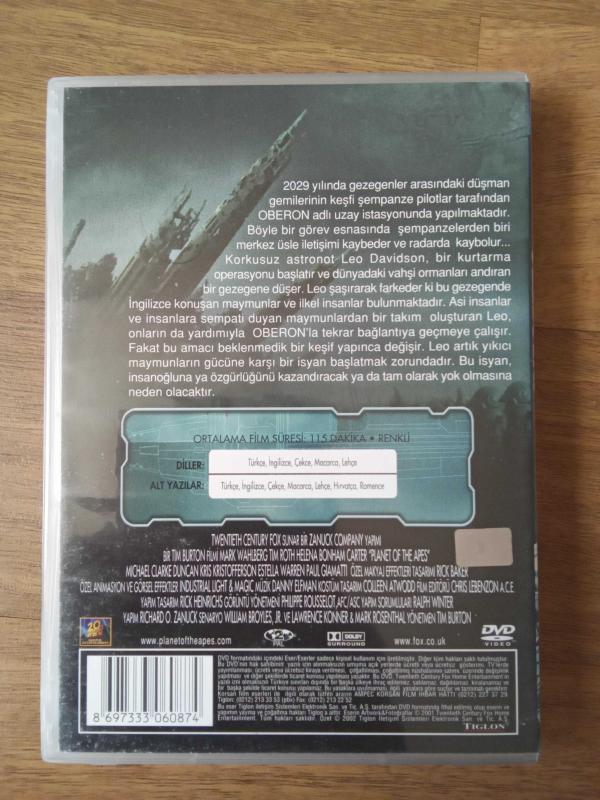 2029 yılında gezegenler arasındaki düşman
gemilerinin keşfi şempanze pilotlar tarafından
OBERON adlı uzay istasyonunda yapılmaktadır.
Böyle bir görev esnasında şempanzelerden biri
merkez üsle iletişimi kaybeder ve radarda kaybolur...
Korkusuz astronot Leo Davidson, bir kurtarma
operasyonu başlatır ve dünyadaki vahşi ormanları andıran
bir gezegene düşer. Leo şaşırarak farkeder ki bu gezegende
İngilizce konuşan maymunlar ve ilkel insanlar bulunmaktadır. Asi insanlar
ve insanlara sempatı duyan maymunlardan bir takım oluşturan Leo,
onların da yardımıyla OBERON'la tekrar bağlantıya geçmeye çalışır.
Fakat bu amacı beklenmedik bir keşif yapınca değişir. Leo artık yıkıcı
maymunların gücüne karşı bir isyan başlatmak zorundadır. Bu isyan,
insanoğluna ya özgürlüğünü kazandıracak ya da tam olarak yok olmasına
neden olacaktır.
ORTALAMA FİLM SÜRESİ: 115 DAKİKA • RENKLİ
DİLLER: Türkçe, İngilizce, Çekçe, Macarca, Lehçe
ALT YAZILAR: Türkçe, İngilizce, Çekçe, Macarca, Lehçe, Hırvatça, Romence
TWENTIETH CENTURY FOX SUNAR BİR ZANUCK COMPANY YAPIMI
BİR TIM BURTON FİLMİ MARK WAHLBERG TIM ROTH HELENA BONHAM CARTER "PLANET OF THE APES"
MICHAEL CLARKE DUNCAN KRIS KRISTOFFERSON ESTELLA WARREN PAUL GIAMATTI ÖZEL MAKYAJ EFEKTLERİ TASARIMI RICK BAKER
ÖZEL ANİMASYON VE GÖRSEL EFEKTLER INDUSTRIAL LIGHT & MAGIC MÜZİK DANNY ELFMAN KOSTÜM TASARIM COLLEEN ATWOOD FILM EDİTÖRÜ CHRIS LEBENZON A.C.E.
YAPIM TASARIM RICK HEINRICHS GÖRÜNTÜ YÖNETMENİ PHILIPPE ROUSSELOT, AFC/ASC YAPIM SORUMLULARI RALPH WINTER
YAPIM RICHARD D. ZANUCK SENARYO WILLIAM BROYLES, JR. VE LAWRENCE KONNER & MARK ROSENTHAL YÖNETMEN TIM BURTON
www.planetoftheapes.com
2
PAL
DOLBY
SURROUND
www.fox.co.uk
DVD
VIDEO
8 697333 060874
TIGLON